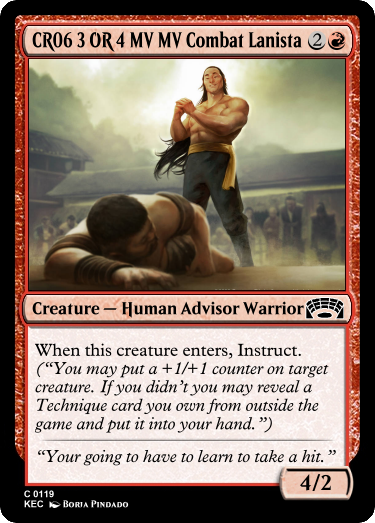 CR06 3 OR 4 MV MV Combat Lanista 2
Creature — Human Advisor Warrior
When this creature enters, Instruct.
(“You may put a +1/+1 counter on target
creature. If you didn’t you may reveal a
Technique card you own from outside the
game and put it into your hand.”)
“Your going to have to learn to take a hit.”
4/2
C 0119
KEC Borja Pindado